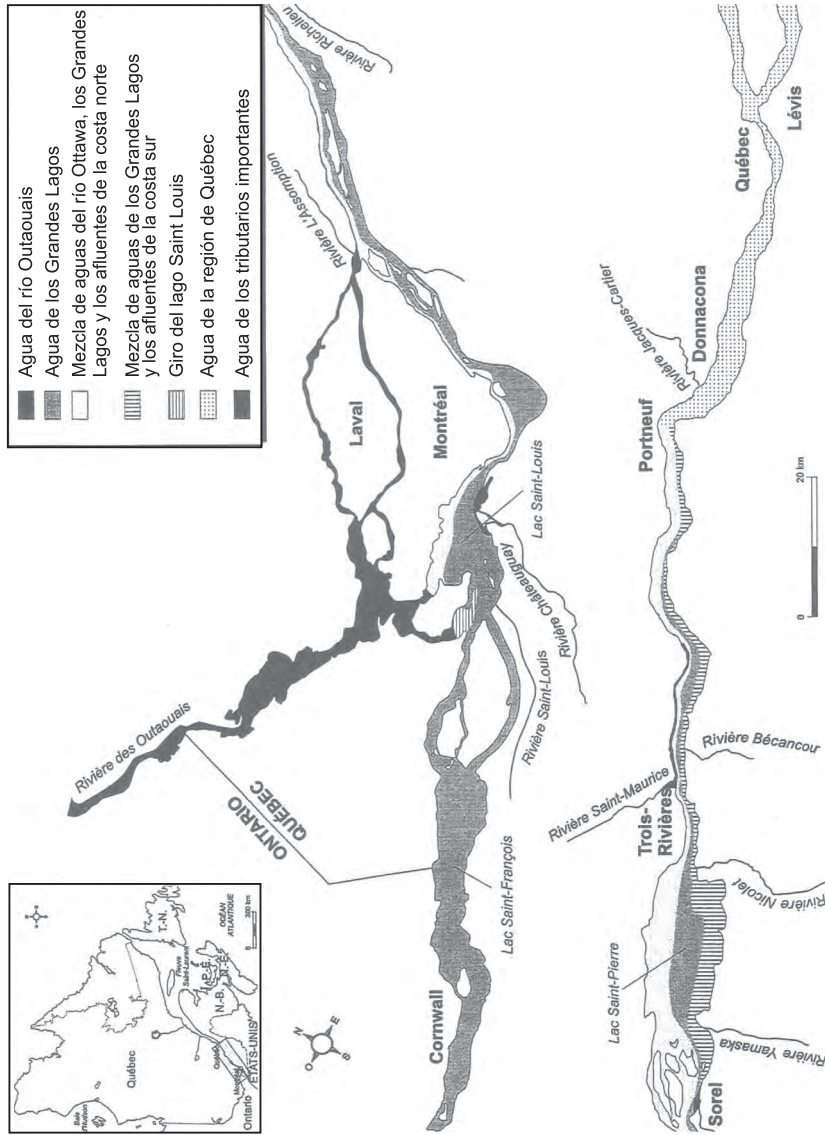 Agua del río Outaouais
Agua de los Grandes Lagos
Mezcla de aguas del río Ottawa, los Grandes
Lagos y los afluentes de la costa norte
Mezcla de aguas de los Grandes Lagos
y los afluentes de la costa sur
Giro del lago Saint Louis
Agua de la región de Québec
Agua de los tributarios importantes
Baie d'Hudson
Québec
T.-N.
Fleuve
Saint-Laurent
Î.-P.-É.
N.-B.
N.-É.
OCÉAN
ATLANTIQUE
Québec
Montréal
Ontario
ÉTATS-UNIS
0 300 km
N
E
S
O
Rivière des Outaouais
ONTARIO
QUÉBEC
Cornwall
Lac Saint-François
Rivière Saint-Louis
Rivière Châteauguay
Lac Saint-Louis
Montréal
Laval
Rivière L'Assomption
Rivière Richelieu
Sorel
Rivière Yamaska
Lac Saint-Pierre
Rivière Nicolet
Trois-
Rivières
Rivière Saint-Maurice
Rivière Bécancour
Portneuf
Rivière Jacques-Cartier
Donnacona
Québec
Lévis
0 20 km